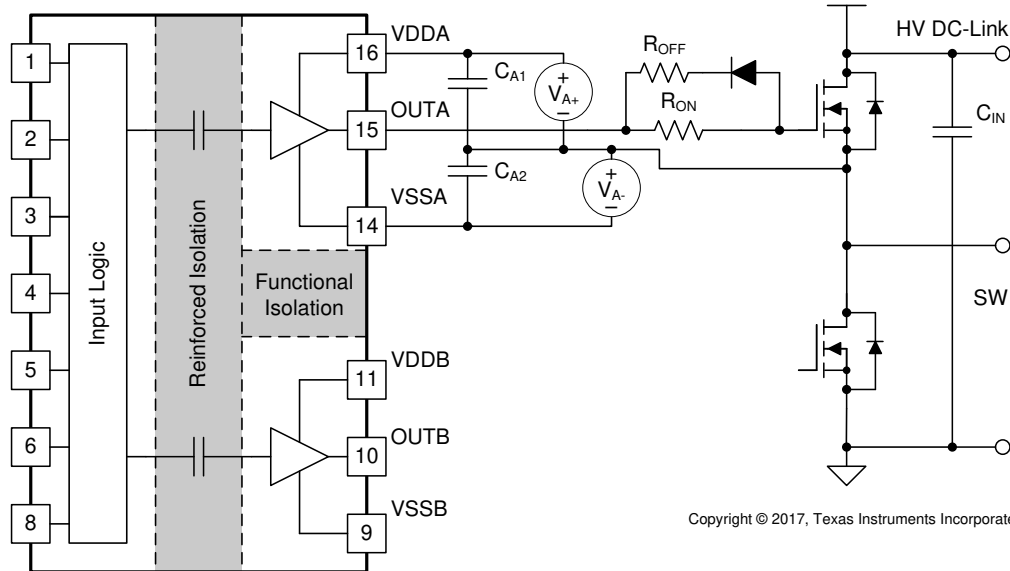 1
2
3
4
5
6
8
Input Logic
Reinforced Isolation
Functional
Isolation
16
15
14
11
10
9
VDDA
OUTA
VSSA
VDDB
OUTB
VSSB
CA1
CA2
+
VA+
−
+
VA-
−
ROFF
RON
HV DC-Link
CIN
SW
Copyright © 2017, Texas Instruments Incorporate